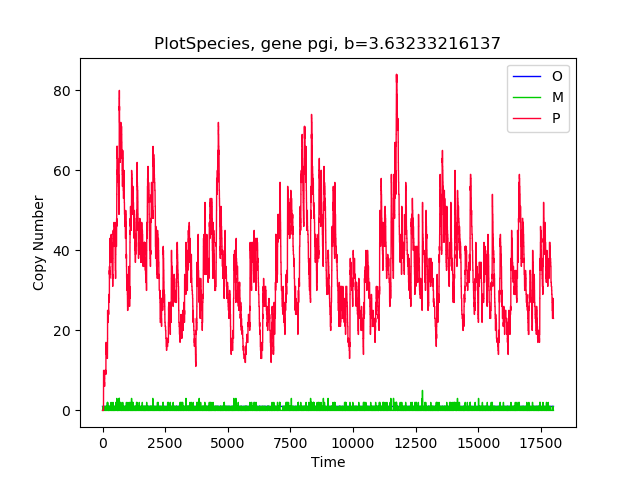 PlotSpecies, gene pgi, b=3.63233216137
O
M
P
80
60
40
20
0
Copy Number
0 2500 5000 7500 10000 12500 15000 17500
Time